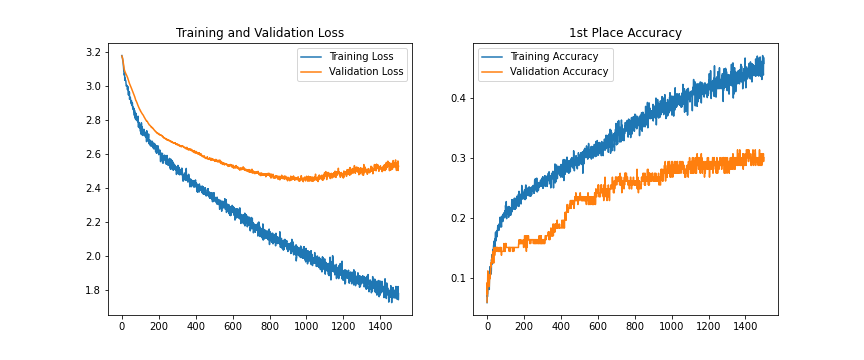 Training and Validation Loss
3.2
3.0
2.8
2.6
2.4
2.2
2.0
1.8
0 200 400 600 800 1000 1200 1400
Training Loss
Validation Loss
1st Place Accuracy
0.4
0.3
0.2
0.1
0 200 400 600 800 1000 1200 1400
Training Accuracy
Validation Accuracy